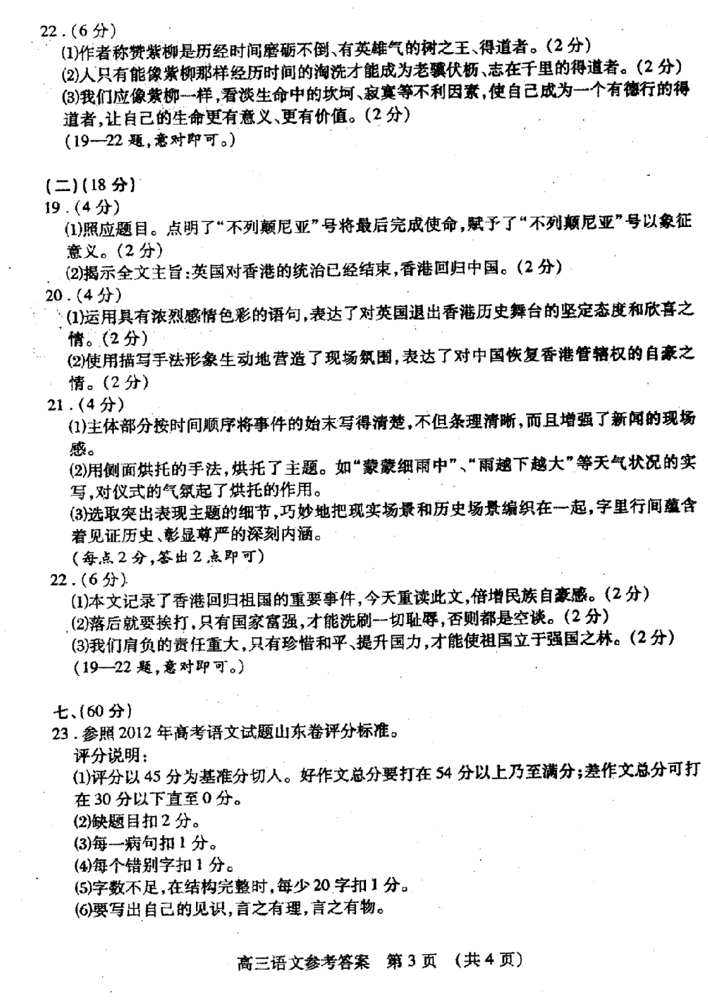 22.(6分)
(1)作者称赞紫柳是历经时间磨砺不倒、有英雄气的树之王、得道者。(2分)
(2)人只有能像紫柳那样经历时间的淘洗才能成为老骥伏枥、志在千里的得道者。(2分)
(3)我们应像紫柳一样,看淡生命中的坎坷、寂寞等不利因素,使自己成为一个有德行的得
道者,让自己的生命更有意义、更有价值。(2分)
(19—22题,意对即可。)
(二)(18分)
19.(4分)
(1)照应题目。点明了“不列颠尼亚”号将最后完成使命,赋予了“不列颠尼亚”号以象征
意义。(2分)
(2)揭示全文主旨:英国对香港的统治已经结束,香港回归中国。(2分)
20.(4分)
(1)运用具有浓烈感情色彩的语句,表达了对英国退出香港历史舞台的坚定态度和欣喜之
情。(2分)
(2)使用描写手法形象生动地营造了现场氛围,表达了对中国恢复香港管辖权的自豪之
情。(2分)
21.(4分)
(1)主体部分按时间顺序将事件的始末写得清楚,不但条理清晰,而且增强了新闻的现场
感。
(2)用侧面烘托的手法,烘托了主题。如“蒙蒙细雨中”、“雨越下越大”等天气状况的实
写,对仪式的气氛起了烘托的作用。
(3)选取突出表现主题的细节,巧妙地把现实场景和历史场景编织在一起,字里行间蕴含
着见证历史、彰显尊严的深刻内涵。
(每点2分,答出2点即可)
22.(6分)
(1)本文记录了香港回归祖国的重要事件,今天重读此文,倍增民族自豪感。(2分)
(2)落后就要挨打,只有国家富强,才能洗刷一切耻辱,否则都是空谈。(2分)
(3)我们肩负的责任重大,只有珍惜和平、提升国力,才能使祖国立于强国之林。(2分)
(19—22题,意对即可。)
七、(60分)
23.参照2012年高考语文试题山东卷评分标准。
评分说明:
(1)评分以45分为基准分切人。好作文总分要打在54分以上乃至满分;差作文总分可打
在30分以下直至0分。
(2)缺题目扣2分。
(3)每一病句扣1分。
(4)每个错别字扣1分。
(5)字数不足,在结构完整时,每少20字扣1分。
(6)要写出自己的见识,言之有理,言之有物。
高三语文参考答案 第3页 (共4页)